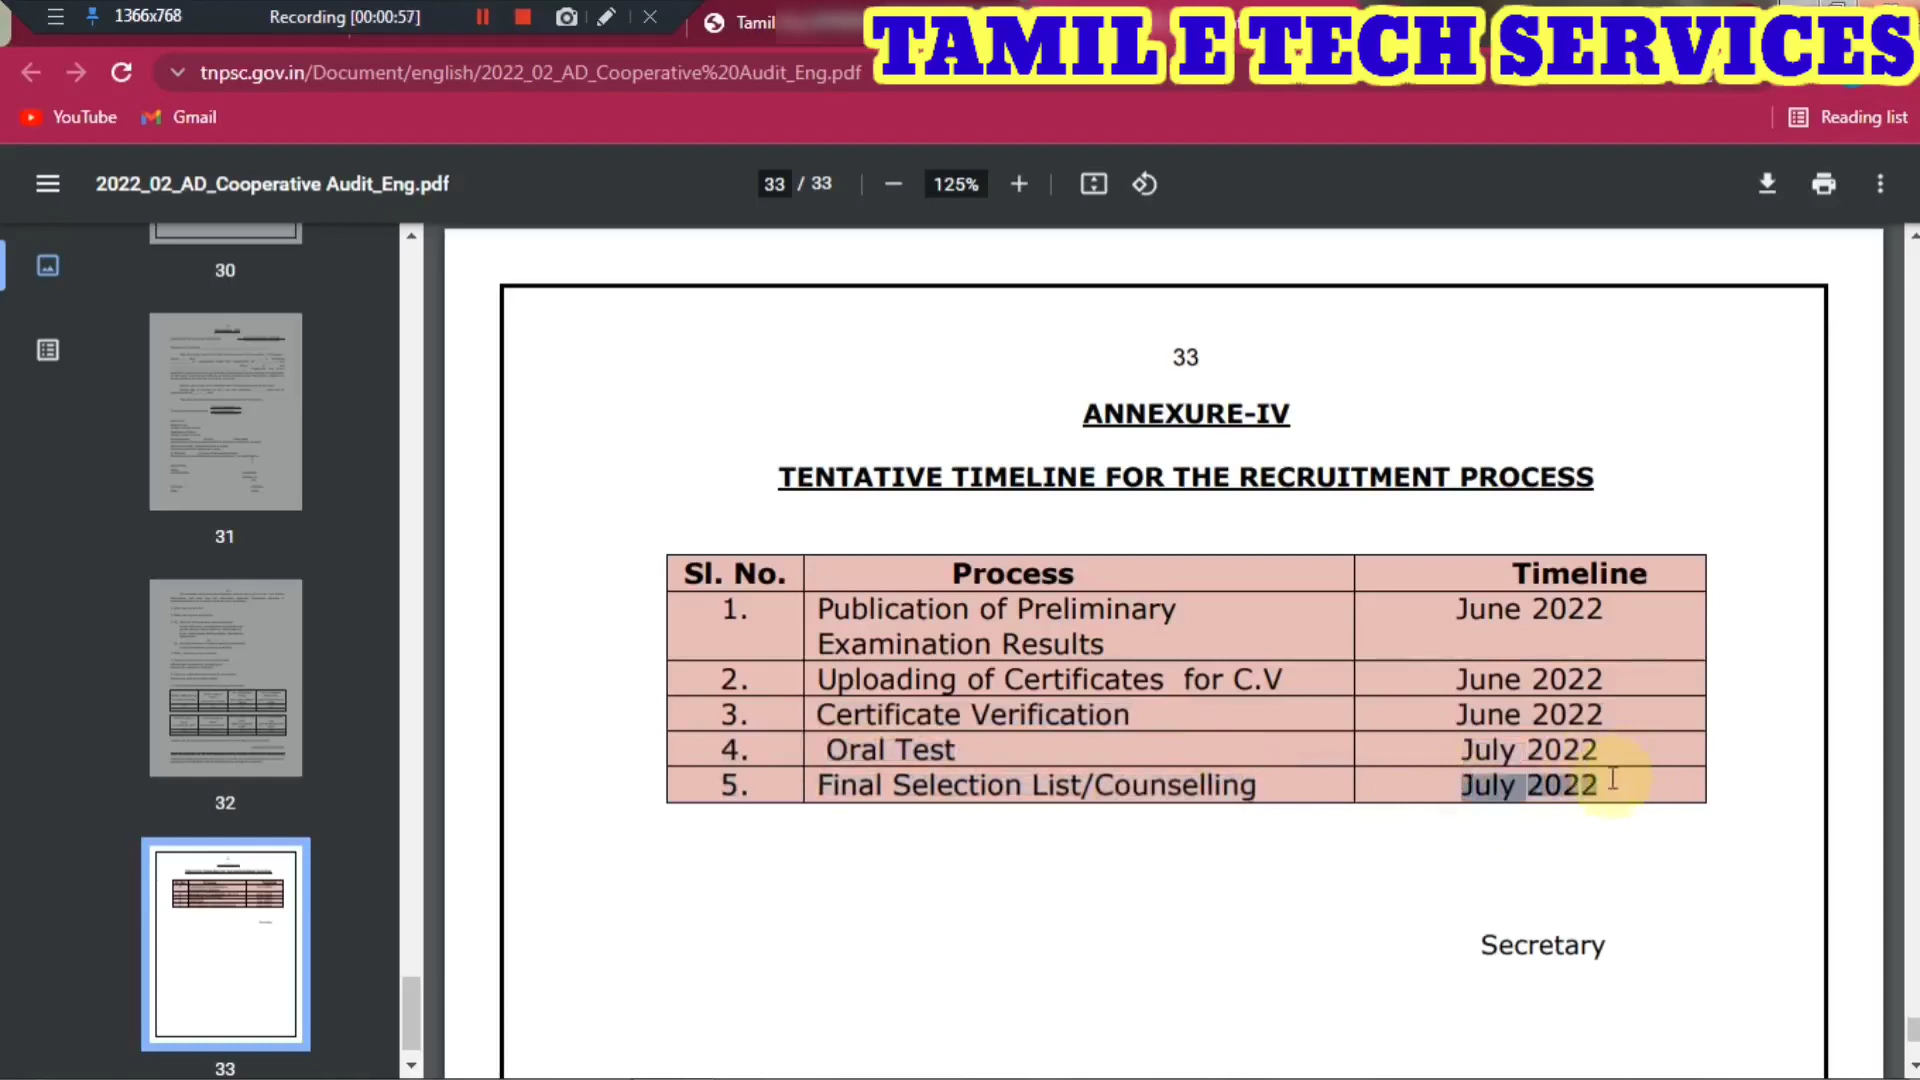 1366x768
Recording [00:00:57]
Tamil
TAMIL E TECH SERVICES
tnpsc.gov.in/Document/english/2022_02_AD_Cooperative%20Audit_Eng.pdf
YouTube
Gmail
Reading list
2022_02_AD_Cooperative Audit_Eng.pdf
33 / 33
125%
30
31
32
33
33
ANNEXURE-IV
TENTATIVE TIMELINE FOR THE RECRUITMENT PROCESS
Sl. No. Process Timeline
1. Publication of Preliminary June 2022
Examination Results
2. Uploading of Certificates for C.V June 2022
3. Certificate Verification June 2022
4. Oral Test July 2022
5. Final Selection List/Counselling July 2022
Secretary